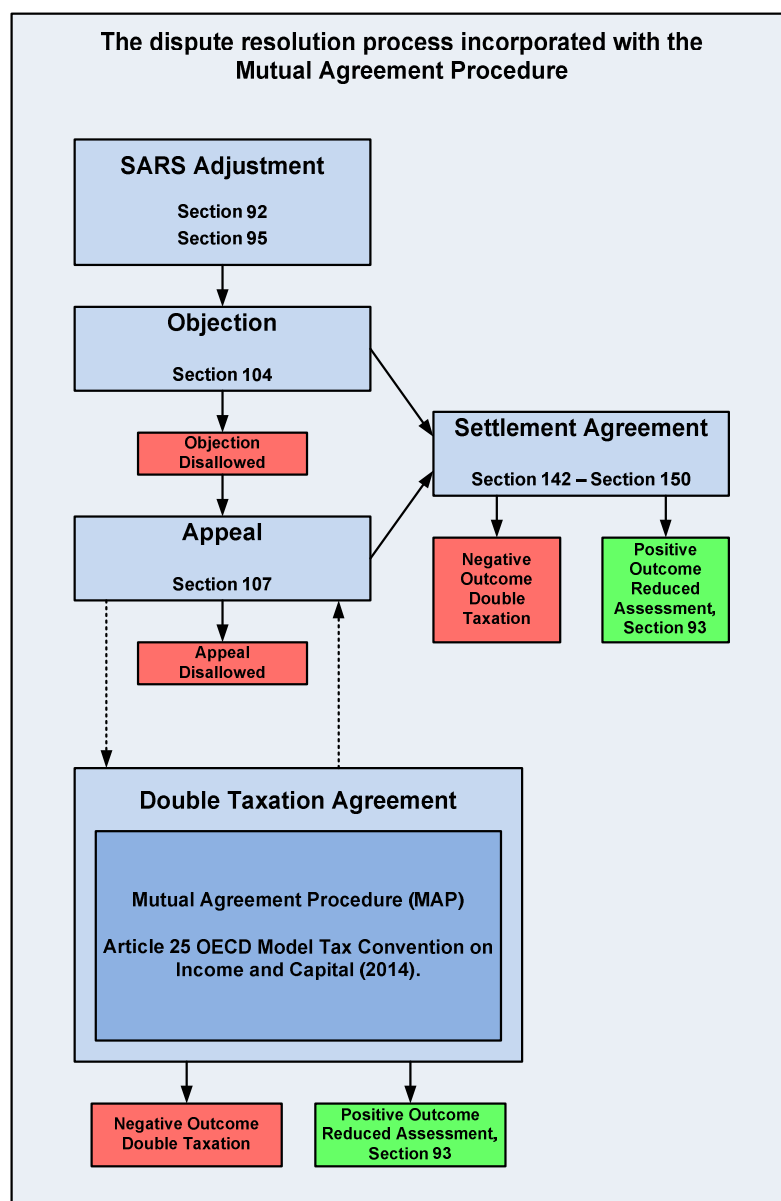 The dispute resolution process incorporated with the
Mutual Agreement Procedure
SARS Adjustment
Section 92
Section 95
Objection
Section 104
Objection
Disallowed
Settlement Agreement
Section 142 – Section 150
Appeal
Section 107
Negative
Outcome
Double
Taxation
Positive
Outcome
Reduced
Assessment,
Section 93
Appeal
Disallowed
Double Taxation Agreement
Mutual Agreement Procedure (MAP)
Article 25 OECD Model Tax Convention on
Income and Capital (2014).
Negative Outcome
Double Taxation
Positive Outcome
Reduced Assessment,
Section 93